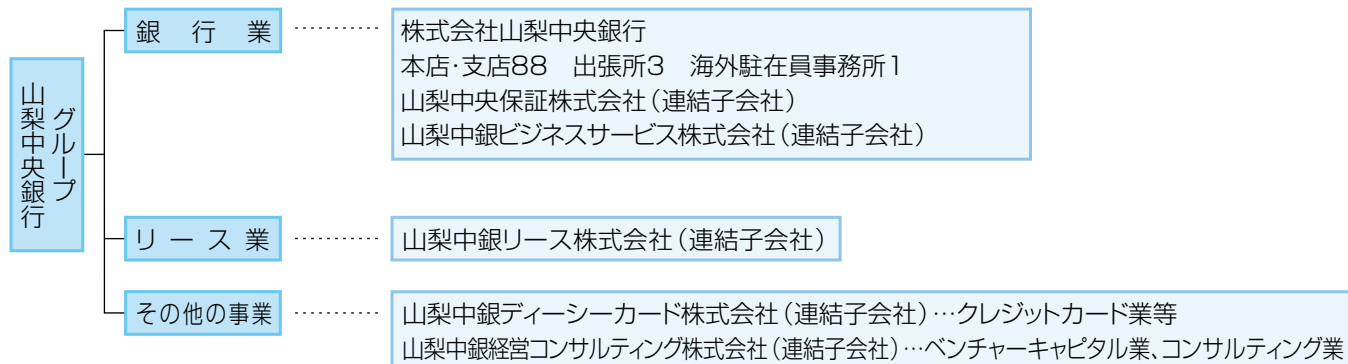 山梨中央銀行
グループ
銀行業
株式会社山梨中央銀行
本店・支店88 出張所3 海外駐在員事務所1
山梨中央保証株式会社(連結子会社)
山梨中銀ビジネスサービス株式会社(連結子会社)
リース業
山梨中銀リース株式会社(連結子会社)
その他の事業
山梨中銀ディーシーカード株式会社(連結子会社)…クレジットカード業等
山梨中銀経営コンサルティング株式会社(連結子会社)…ベンチャーキャピタル業、コンサルティング業